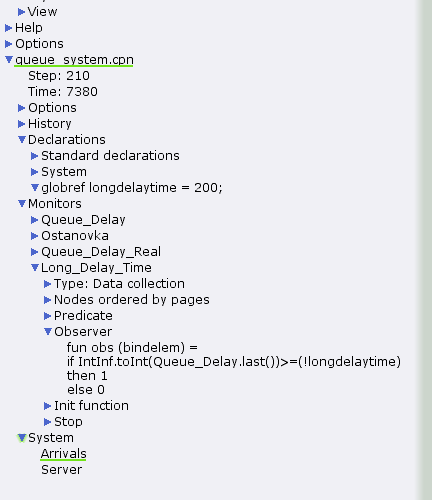 View
Help
Options
queue_system.cpn
Step: 210
Time: 7380
Options
History
Declarations
Standard declarations
System
globref longdelaytime = 200;
Monitors
Queue_Delay
Ostanovka
Queue_Delay_Real
Long_Delay_Time
Type: Data collection
Nodes ordered by pages
Predicate
Observer
fun obs (bindelem) =
if IntInf.toInt(Queue_Delay.last())>=(!longdelaytime)
then 1
else 0
Init function
Stop
System
Arrivals
Server